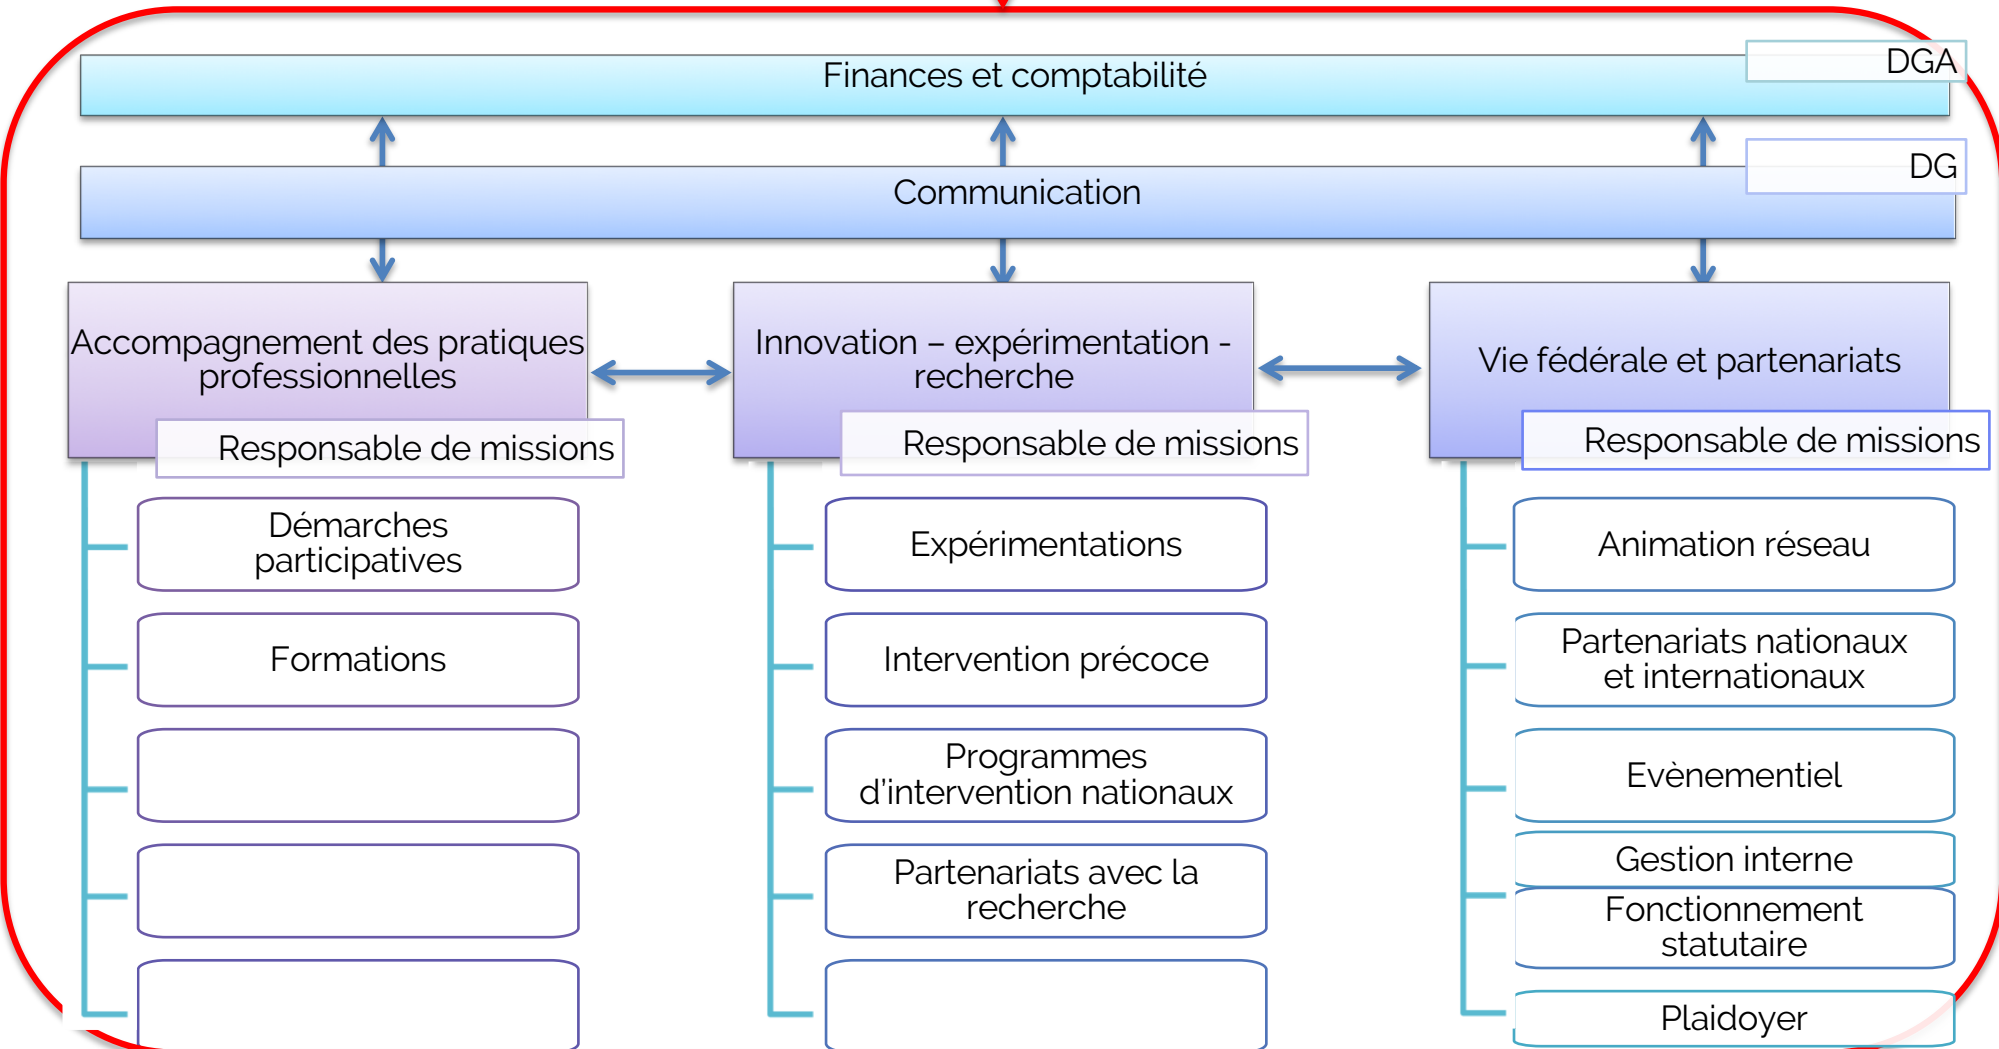 DGA
Finances et comptabilité
DG
Communication
Accompagnement des pratiques
professionnelles
Responsable de missions
Démarches
participatives
Formations
Innovation – expérimentation -
recherche
Responsable de missions
Expérimentations
Intervention précoce
Programmes
d’intervention nationaux
Partenariats avec la
recherche
Vie fédérale et partenariats
Responsable de missions
Animation réseau
Partenariats nationaux
et internationaux
Evènementiel
Gestion interne
Fonctionnement
statutaire
Plaidoyer